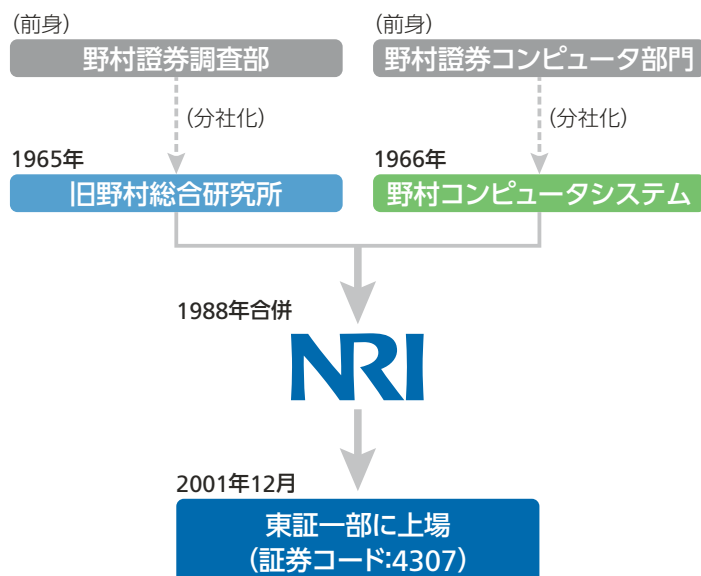 (前身)
野村證券調査部
(分社化)
1965年
旧野村総合研究所
(前身)
野村證券コンピュータ部門
(分社化)
1966年
野村コンピュータシステム
1988年合併
NRI
2001年12月
東証一部に上場
(証券コード:4307)